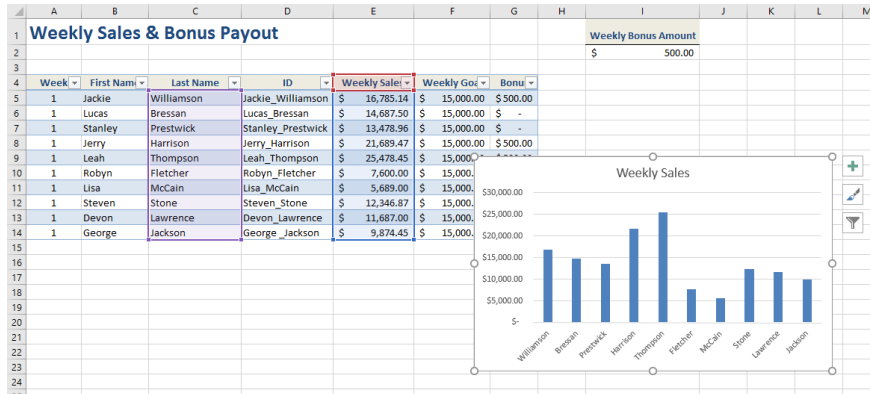 A B C D E F G H I J K L M
1 Weekly Sales & Bonus Payout Weekly Bonus Amount
2 $ 500.00
3
4 Week First Nam Last Name ID Weekly Sale Weekly Goa Bonu
5 1 Jackie Williamson Jackie_Williamson $ 16,785.14 $ 15,000.00 $ 500.00
6 1 Lucas Bressan Lucas_Bressan $ 14,687.50 $ 15,000.00 $ -
7 1 Stanley Prestwick Stanley_Prestwick $ 13,478.96 $ 15,000.00 $ -
8 1 Jerry Harrison Jerry_Harrison $ 21,689.47 $ 15,000.00 $ 500.00
9 1 Leah Thompson Leah_Thompson $ 25,478.45 $ 15,000.
10 1 Robyn Fletcher Robyn_Fletcher $ 7,600.00 $ 15,000.
11 1 Lisa McCain Lisa_McCain $ 5,689.00 $ 15,000.
12 1 Steven Stone Steven_Stone $ 12,346.87 $ 15,000.
13 1 Devon Lawrence Devon_Lawrence $ 11,687.00 $ 15,000.
14 1 George Jackson George _Jackson $ 9,874.45 $ 15,000.
15
16
17
18
19
20
21
22
23
24
Weekly Sales
$30,000.00
$25,000.00
$20,000.00
$15,000.00
$10,000.00
$5,000.00
$-
Williamson Bressan Prestwick Harrison Thompson Fletcher McCain Stone Lawrence Jackson